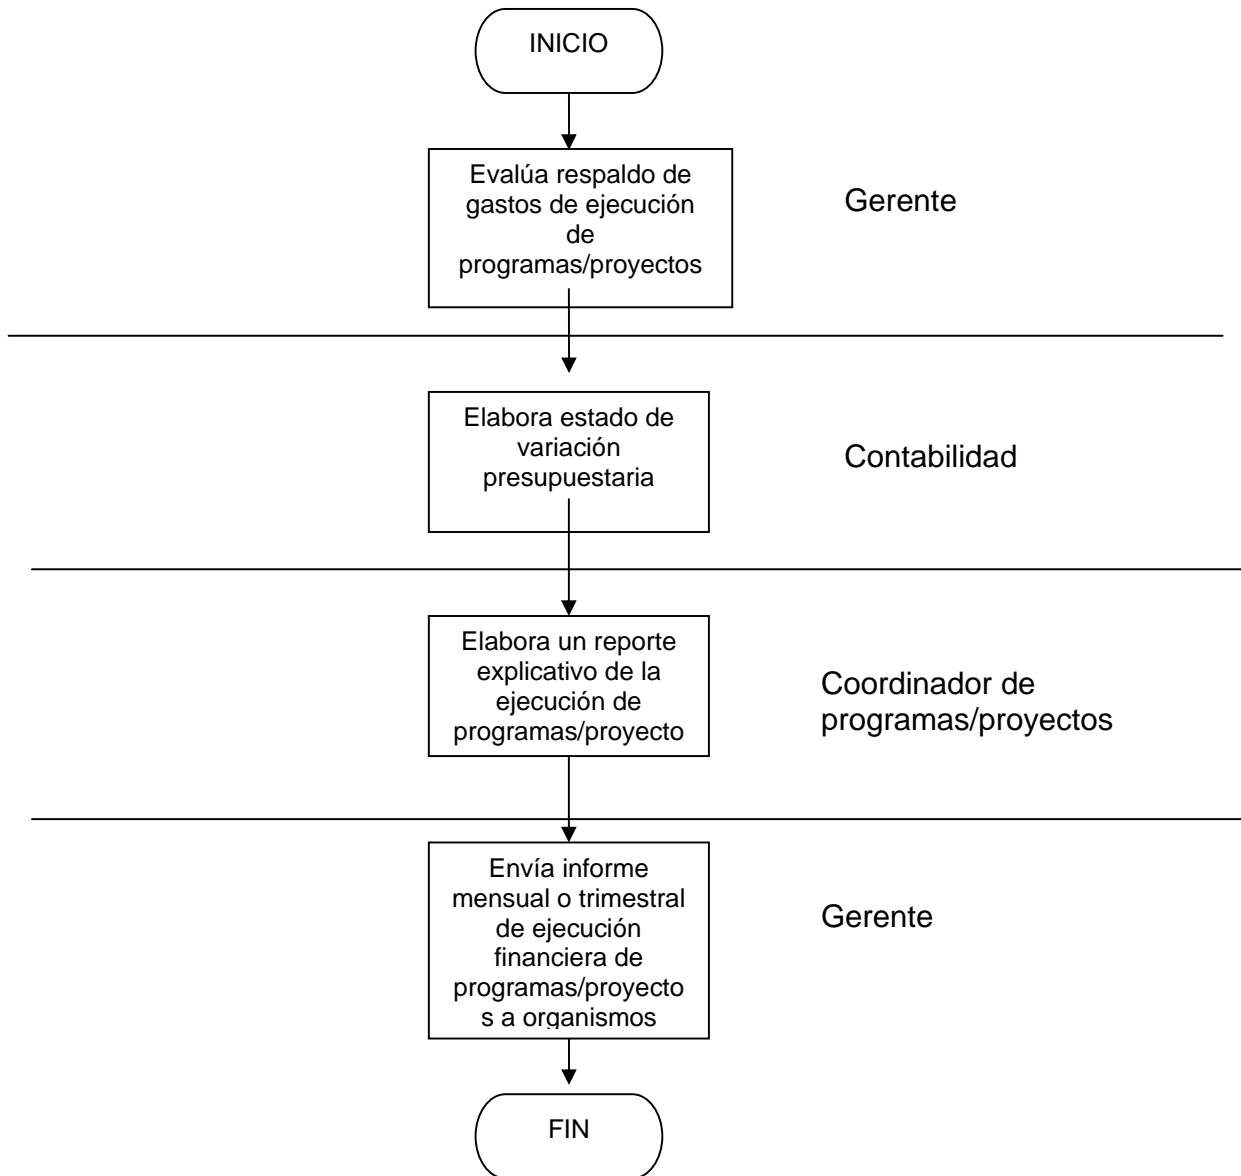 INICIO
Evalúa respaldo de
gastos de ejecución
de
programas/proyectos
Gerente
Elabora estado de
variación
presupuestaria
Contabilidad
Elabora un reporte
explicativo de la
ejecución de
programas/proyecto
Coordinador de
programas/proyectos
Envía informe
mensual o trimestral
de ejecución
financiera de
programas/proyecto
s a organismos
Gerente
FIN